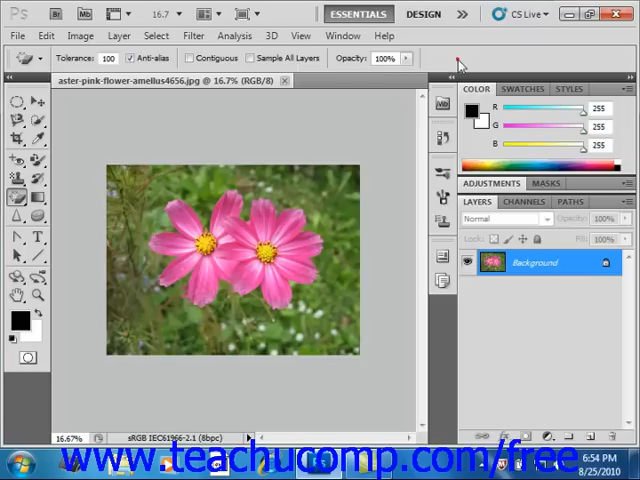 Ps Br Mb 16.7 ESSENTIALS DESIGN CS Live
File Edit Image Layer Select Filter Analysis 3D View Window Help
Tolerance: 100 Anti-alias Contiguous Sample All Layers Opacity: 100%
aster-pink-flower-amellus4656.jpg @ 16.7% (RGB/8)
COLOR SWATCHES STYLES
R 255
G 255
B 255
ADJUSTMENTS MASKS
LAYERS CHANNELS PATHS
Normal Opacity: 100%
Lock: Fill: 100%
Background
T
Mb
16.67% sRGB IEC61966-2.1 (8bpc)
www.teachucomp.com/free
6:54 PM
8/25/2010